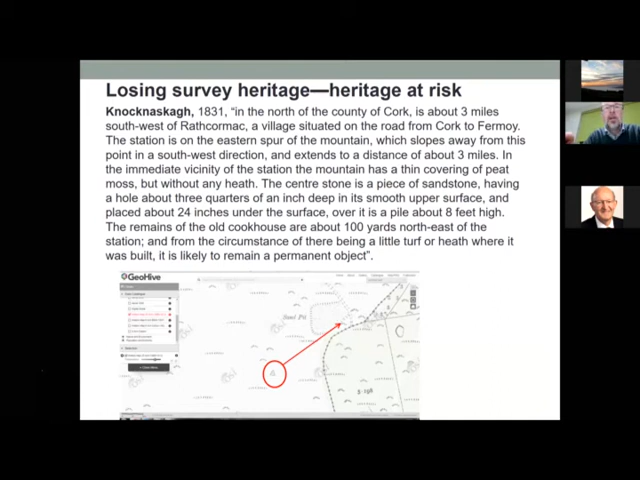 Losing survey heritage—heritage at risk
Knocknaskagh, 1831, “in the north of the county of Cork, is about 3 miles
south-west of Rathcormac, a village situated on the road from Cork to Fermoy.
The station is on the eastern spur of the mountain, which slopes away from this
point in a south-west direction, and extends to a distance of about 3 miles. In
the immediate vicinity of the station the mountain has a thin covering of peat
moss, but without any heath. The centre stone is a piece of sandstone, having
a hole about three quarters of an inch deep in its smooth upper surface, and
placed about 24 inches under the surface, over it is a pile about 8 feet high.
The remains of the old cookhouse are about 100 yards north-east of the
station; and from the circumstance of there being a little turf or heath where it
was built, it is likely to remain a permanent object”.
GeoHive
Sand Pit